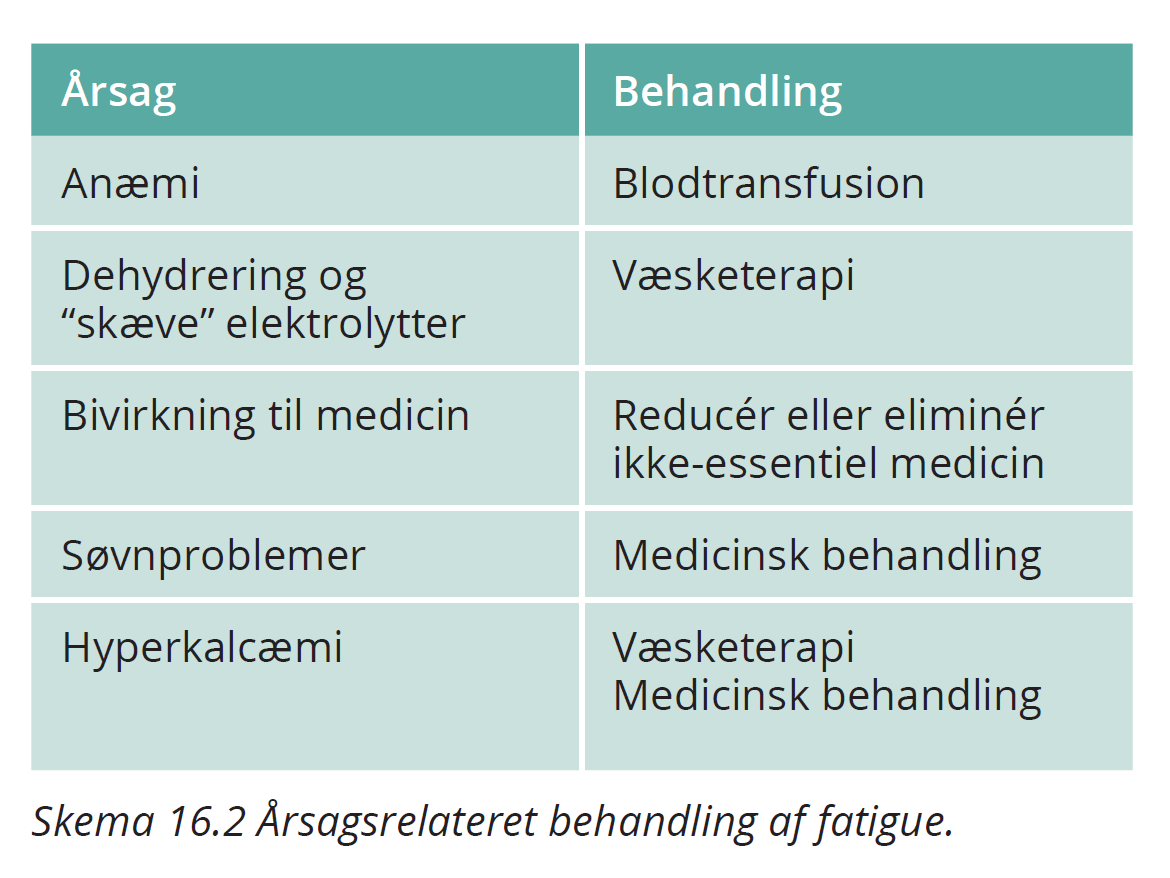 Årsag
Behandling
Anæmi
Blodtransfusion
Dehydrering og
“skæve” elektrolytter
Væsketerapi
Bivirkning til medicin
Reducér eller eliminér
ikke-essentiel medicin
Søvnproblemer
Medicinsk behandling
Hyperkalcæmi
Væsketerapi
Medicinsk behandling
Skema 16.2 Årsagsrelateret behandling af fatigue.